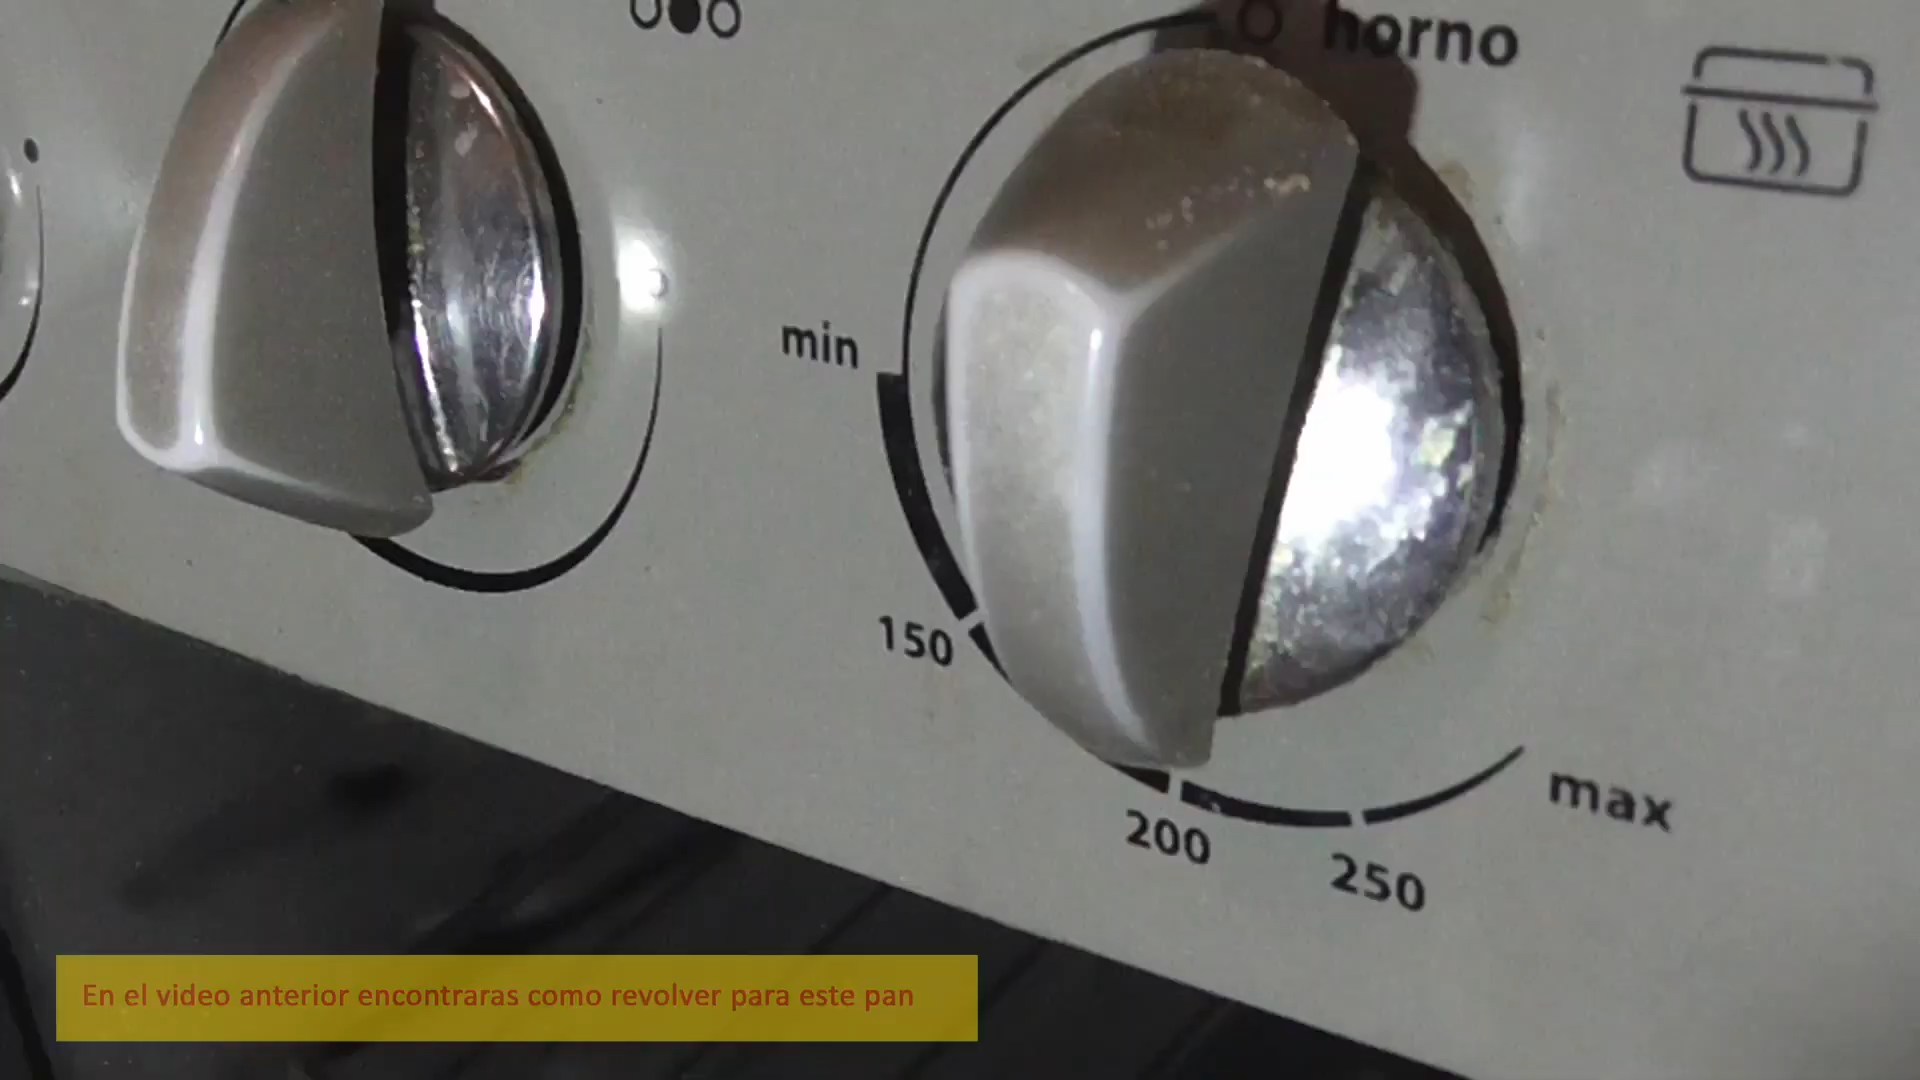 horno
min
150
200
250
max
En el video anterior encontraras como revolver para este pan